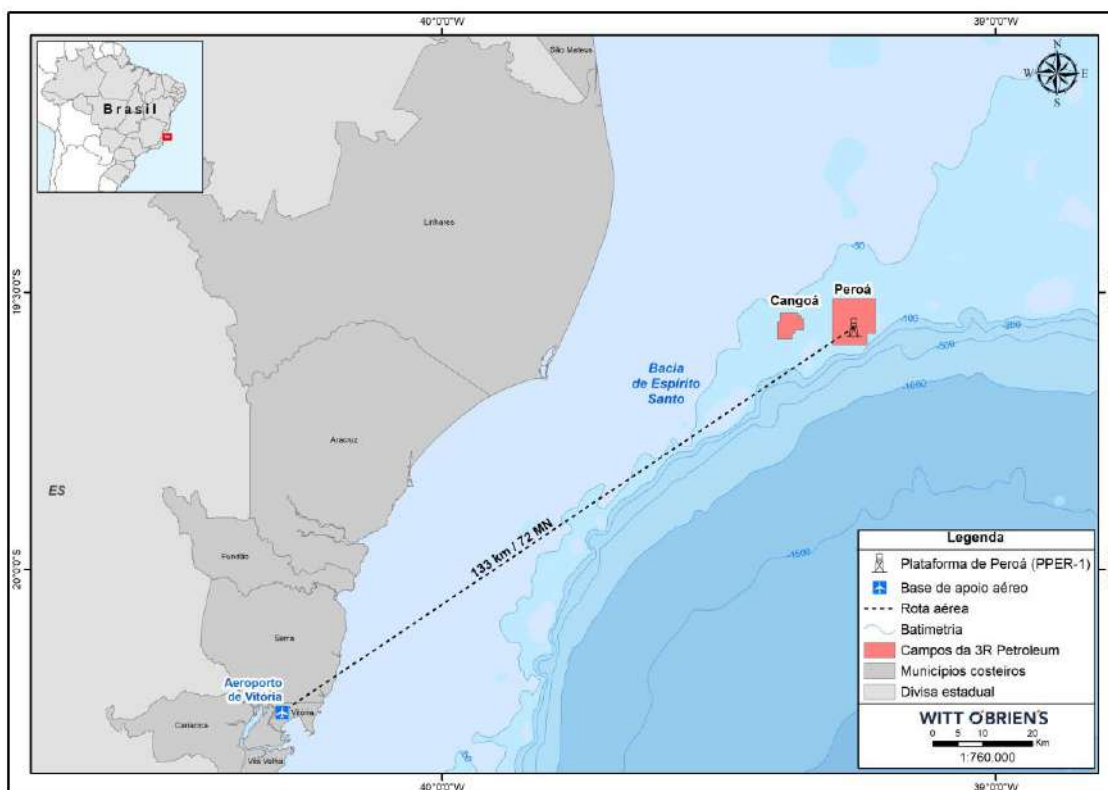 40°0'0"W
39°0'0"W
Brasil
São Mateus
N
W
E
S
Linhares
19°30'0"S
Cangoá
Peroá
-50
-100
-200
-500
-1000
Bacia
de Espírito
Santo
Aracruz
ES
133 km / 72 MN
Fundão
20°0'0"S
-1500
Serra
Aeroporto
de Vitória
Vitória
Cariacica
Vila Velha
-50
Legenda
Plataforma de Peroá (PPER-1)
Base de apoio aéreo
Rota aérea
Batimetria
Campos da 3R Petroleum
Municípios costeiros
Divisa estadual
WITT O'BRIEN'S
0 5 10 20
Km
1:760.000
40°0'0"W
39°0'0"W